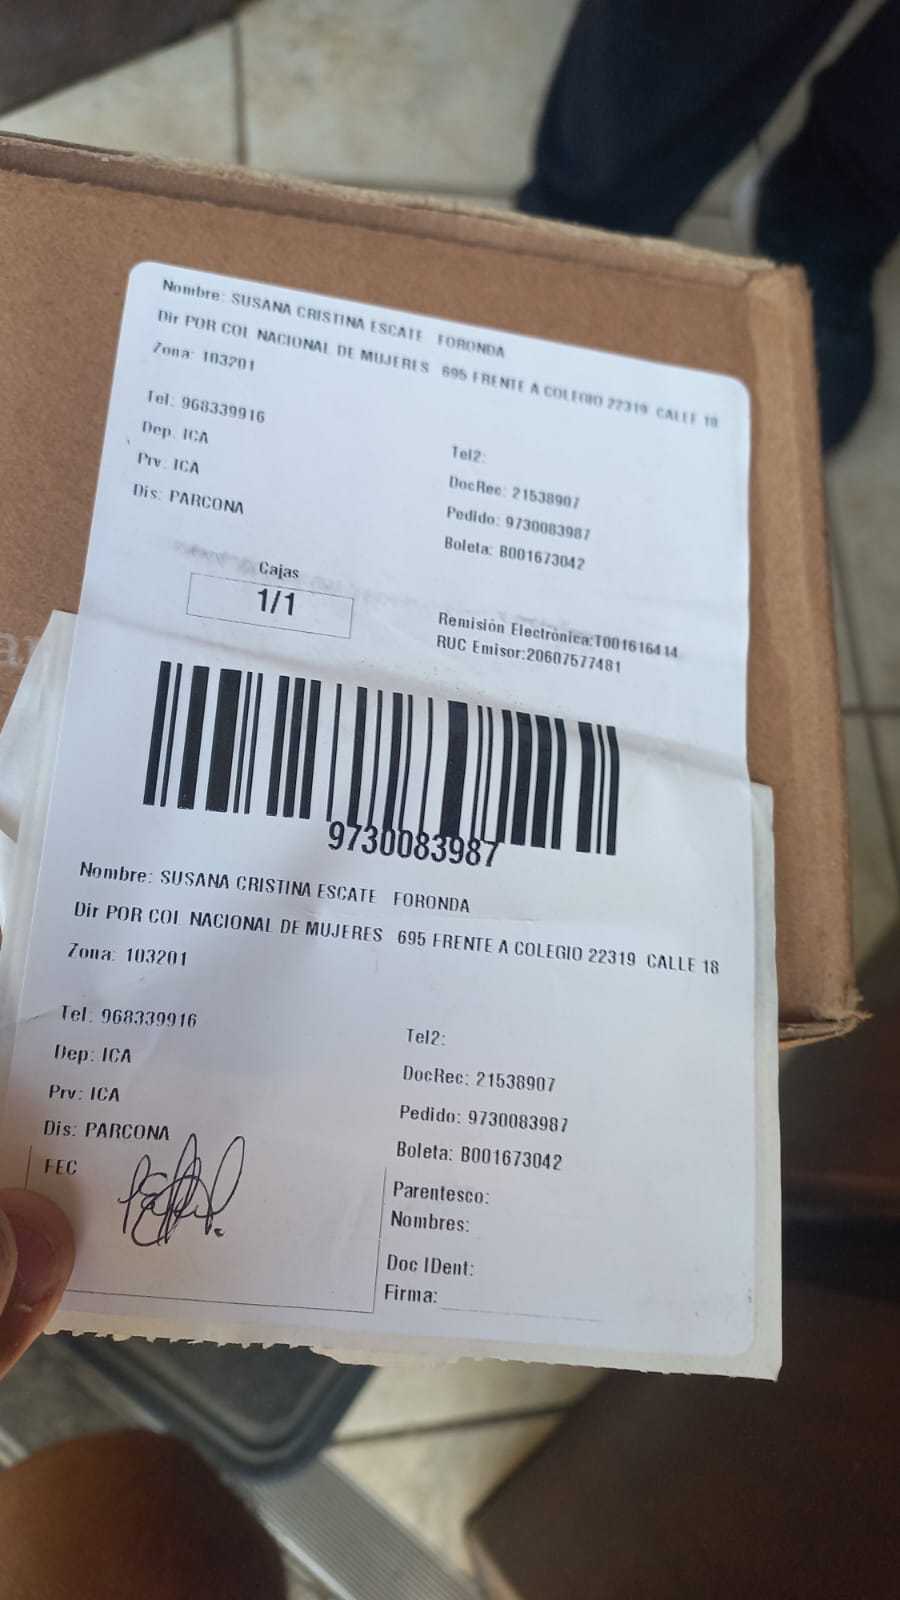 Nombre: SUSANA CRISTINA ESCATE FORONDA
Dir POR COL NACIONAL DE MUJERES 695 FRENTE A COLEGIO 22319 CALLE 18
Zona: 103201
Tel: 968339916
Tel2:
Dep. ICA
DocRec: 21538907
Prv: ICA
Pedido: 9730083987
Dis: PARCONA
Boleta: B001673042
Cajas
1/1
Remisión Electrónica:T001616414
RUC Emisor:20607577481
9730083987
Nombre: SUSANA CRISTINA ESCATE FORONDA
Dir POR COL NACIONAL DE MUJERES 695 FRENTE A COLEGIO 22319 CALLE 18
Zona: 103201
Tel: 968339916
Tel2:
Dep: ICA
DocRec: 21538907
Prv: ICA
Pedido: 9730083987
Dis: PARCONA
Boleta: B001673042
FEC
Parentesco:
Nombres:
Doc IDent:
Firma: